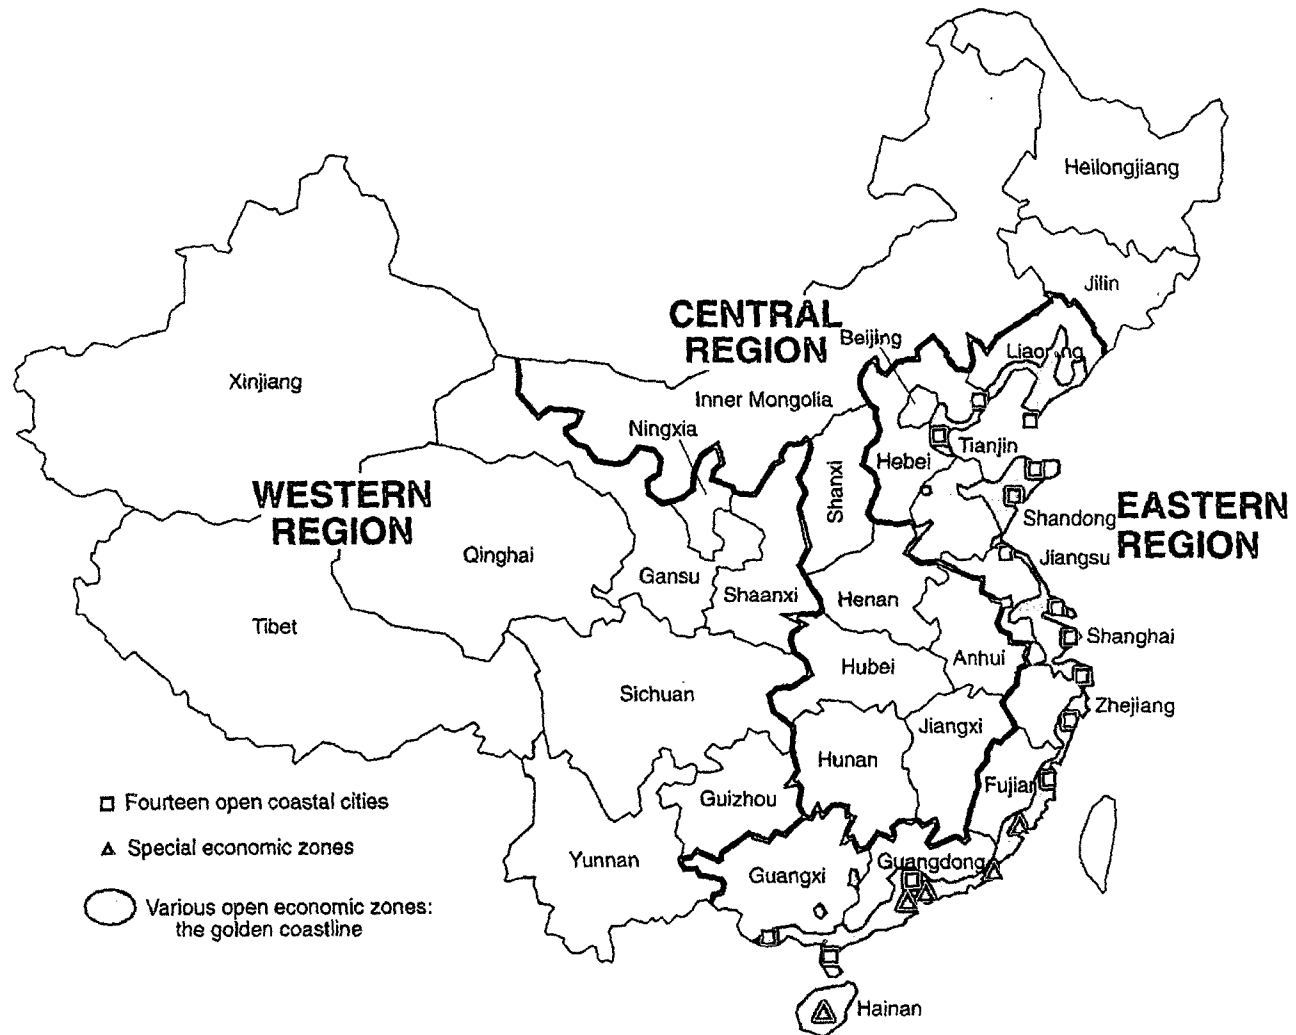 Heilongjiang
Jilin
CENTRAL
REGION
Beijing
Liaoning
Xinjiang
Inner Mongolia
Ningxia
Tianjin
Hebei
Shanxi
WESTERN
REGION
EASTERN
REGION
Shandong
Qinghai
Jiangsu
Gansu
Shaanxi
Henan
Tibet
Shanghai
Anhui
Hubei
Sichuan
Zhejiang
Jiangxi
Hunan
Fujian
Guizhou
Fourteen open coastal cities
Special economic zones
Yunnan
Guangdong
Guangxi
Various open economic zones:
the golden coastline
Hainan